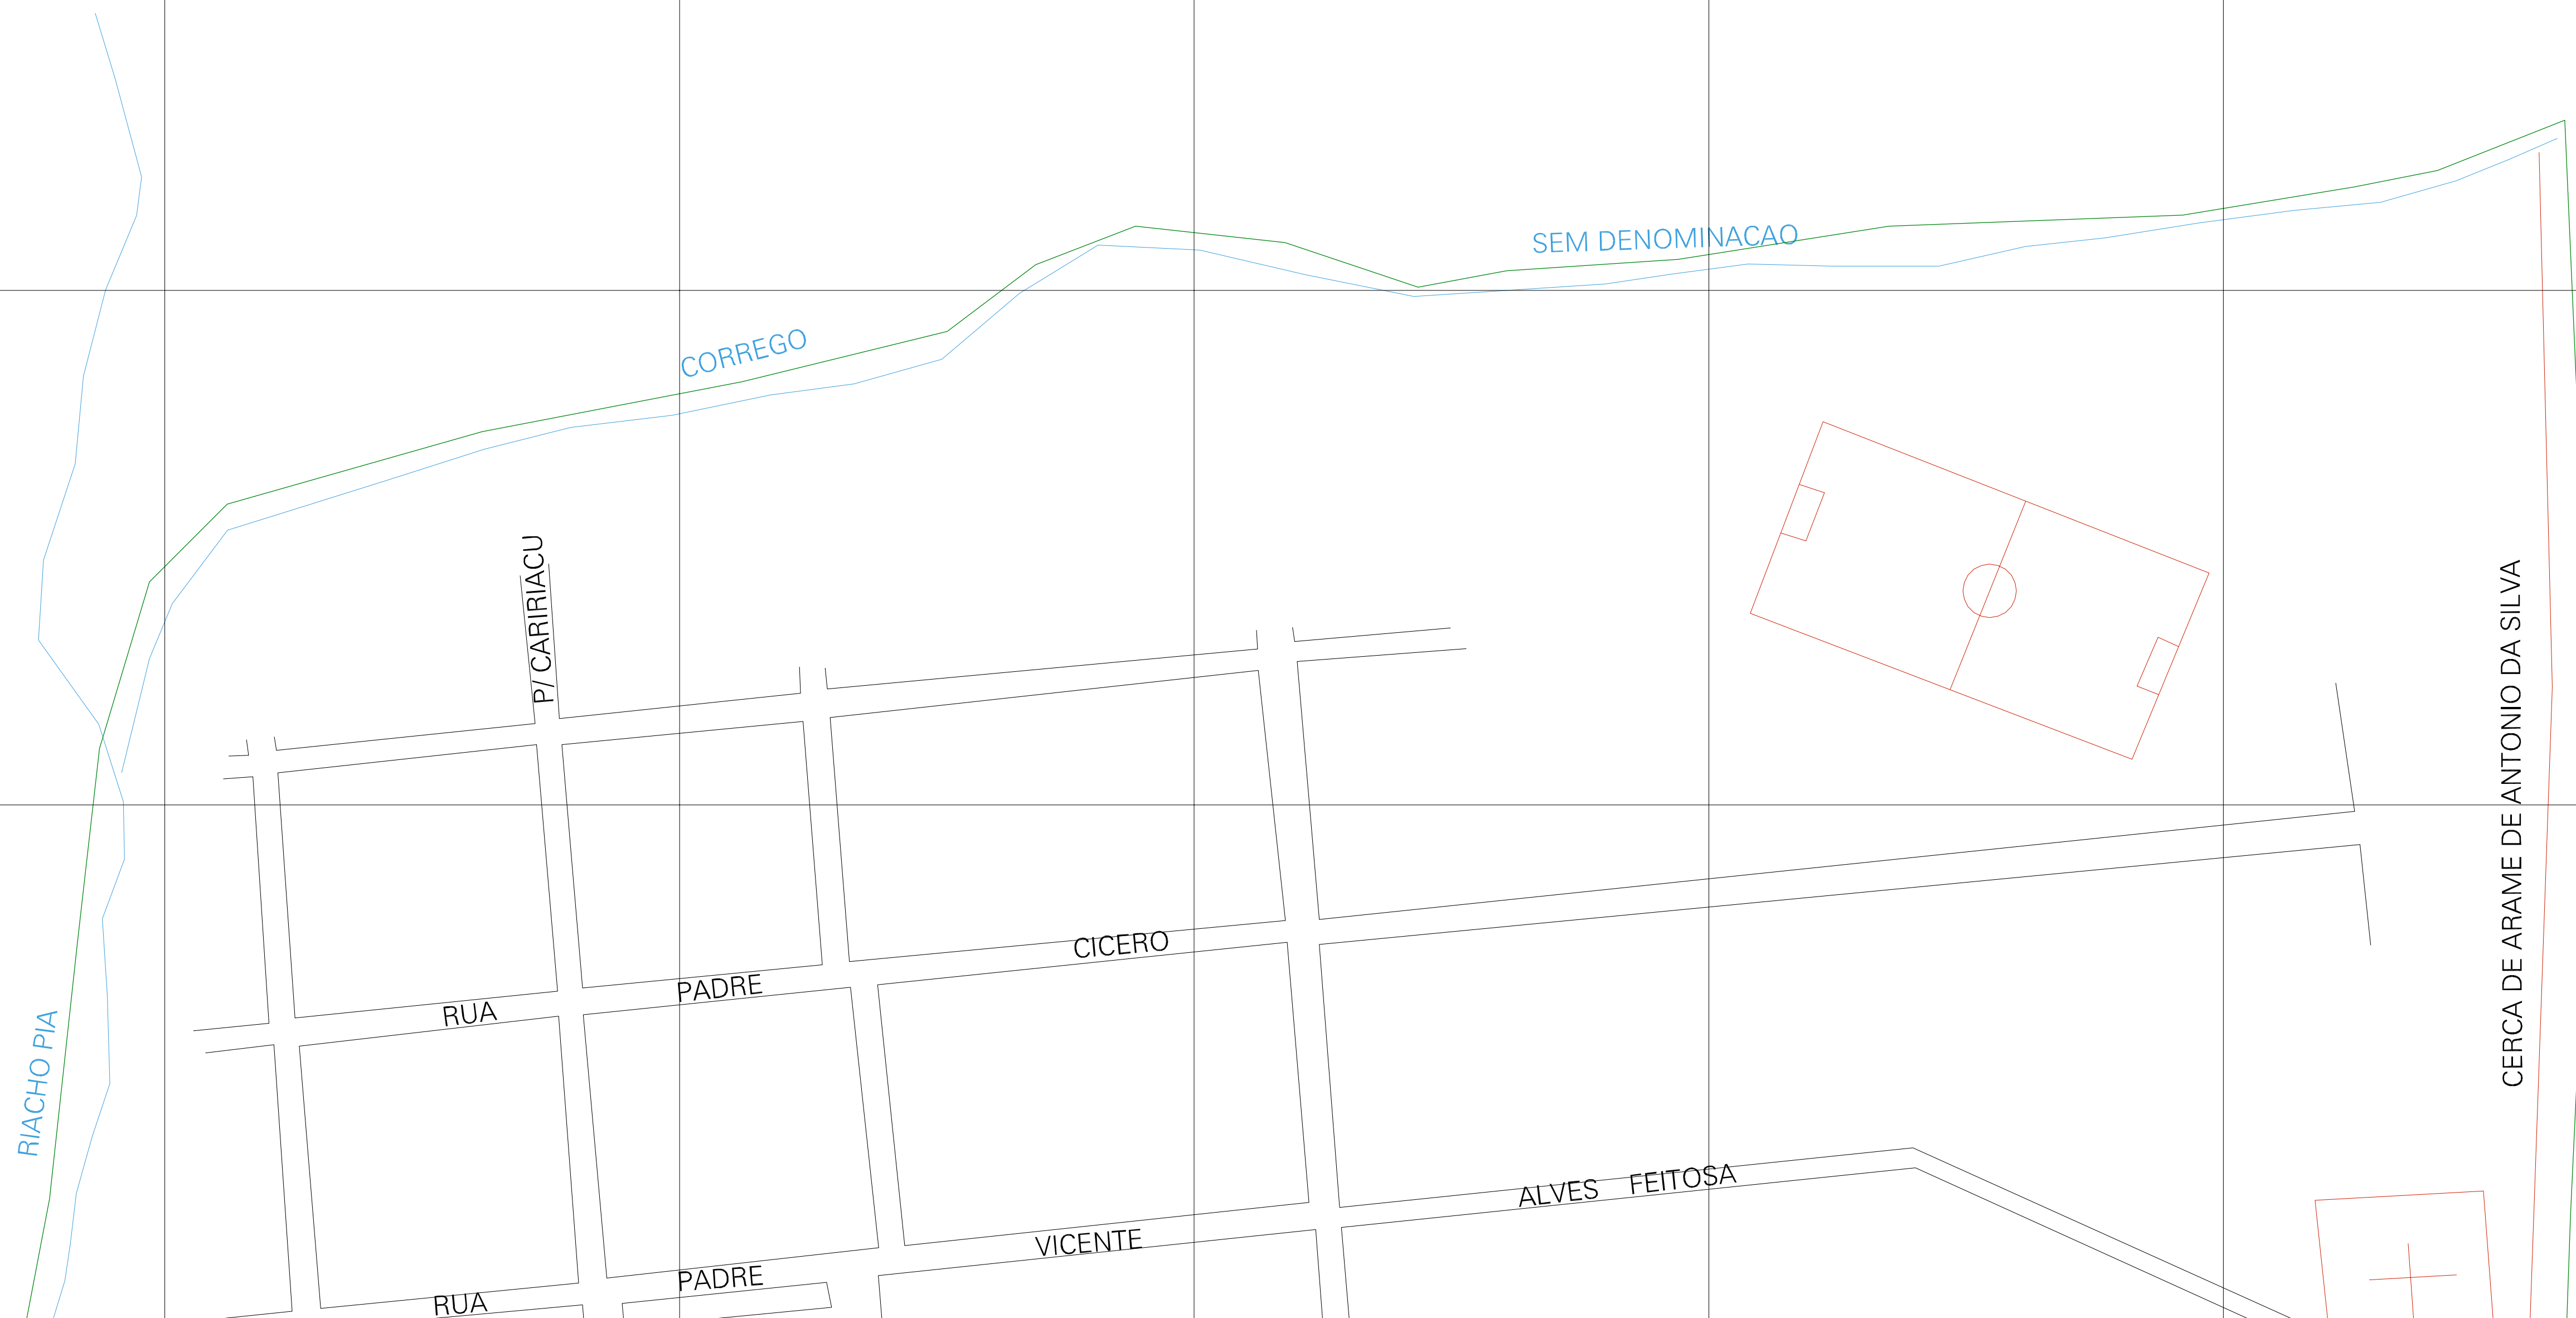 SEM DENOMINACAO
CORREGO
P/ CARIRIACU
CERCA DE ARAME DE ANTONIO DA SILVA
RUA PADRE CICERO
RIACHO PIA
RUA PADRE VICENTE ALVES FEITOSA